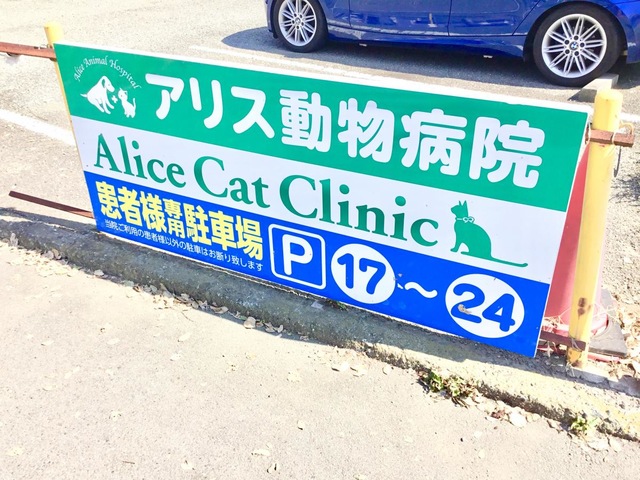 Alice Animal Hospital
アリス動物病院
Alice Cat Clinic
患者様専用駐車場
当院ご利用の患者様以外の駐車はお断り致します
P 17～24